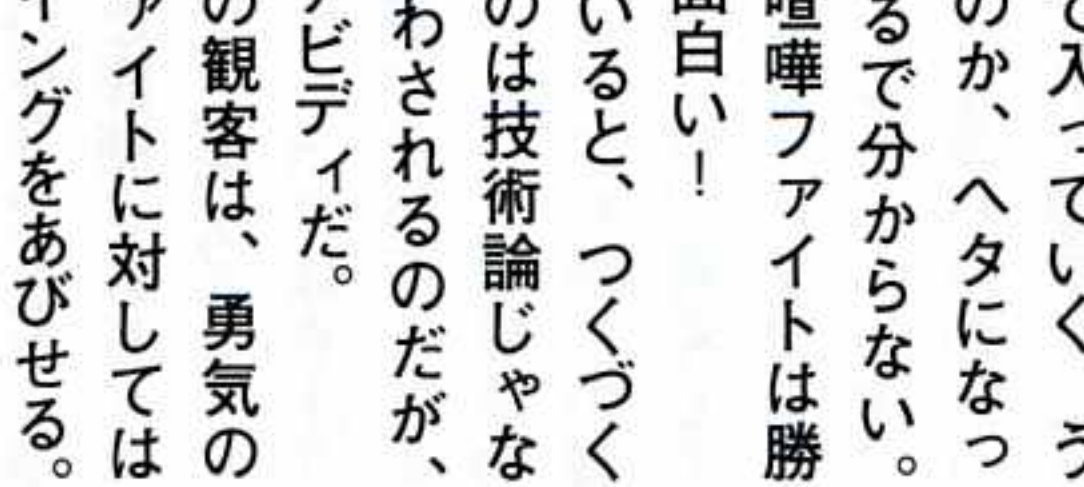 て入っていく。う
のか、ヘタになっ
るで分からない。
喧嘩ファイトは勝
面白い！
いると、つくづく
のは技術論じゃな
わされるのだが、
ビディだ。
の観客は、勇気の
ァイトに対しては
イングをあびせる。